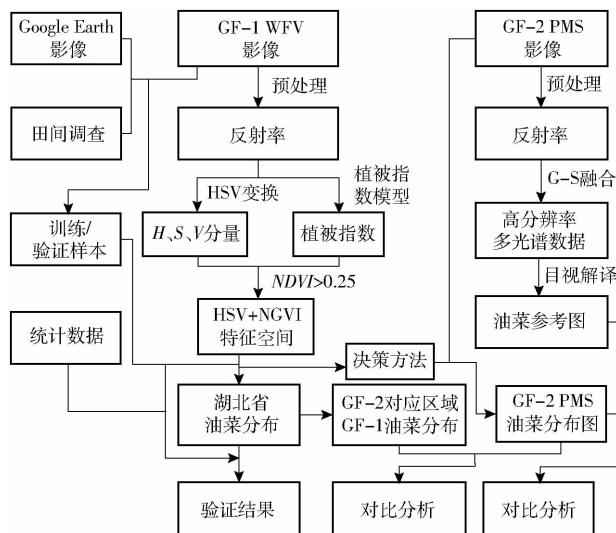 Google Earth
影像
GF-1 WFV
影像
GF-2 PMS
影像
预处理
预处理
田间调查
反射率
反射率
HSV变换
植被指
数模型
G-S融合
训练/
验证样本
H、S、V分量
植被指数
高分辨率
多光谱数据
NDVI>0.25
目视解译
统计数据
HSV+NGVI
特征空间
油菜参考图
决策方法
湖北省
油菜分布
GF-2对应区域
GF-1油菜分布
GF-2 PMS
油菜分布图
验证结果
对比分析
对比分析